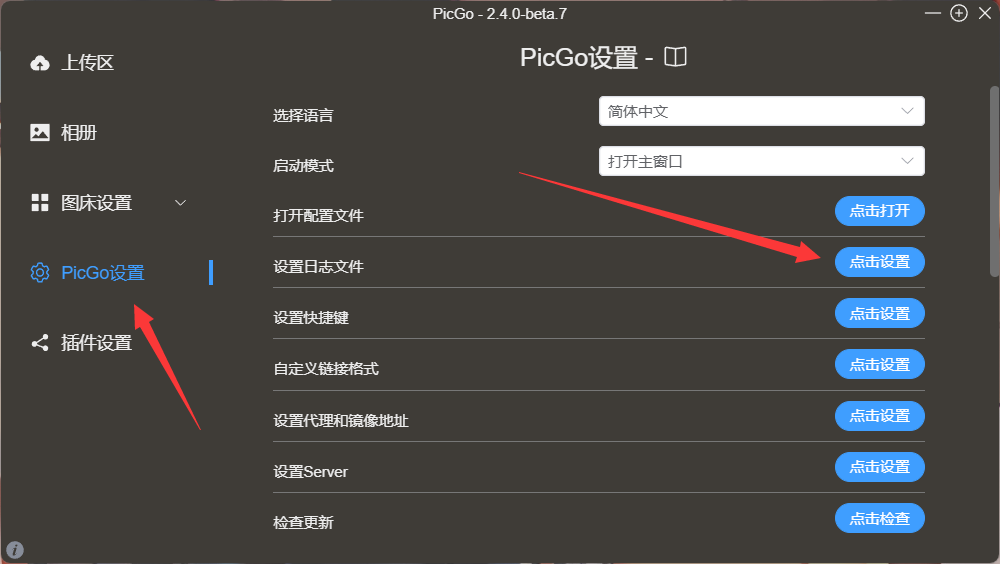 PicGo - 2.4.0-beta.7
上传区
相册
图床设置
PicGo设置
插件设置
PicGo设置 -
选择语言 简体中文
启动模式 打开主窗口
打开配置文件 点击打开
设置日志文件 点击设置
设置快捷键 点击设置
自定义链接格式 点击设置
设置代理和镜像地址 点击设置
设置Server 点击设置
检查更新 点击检查